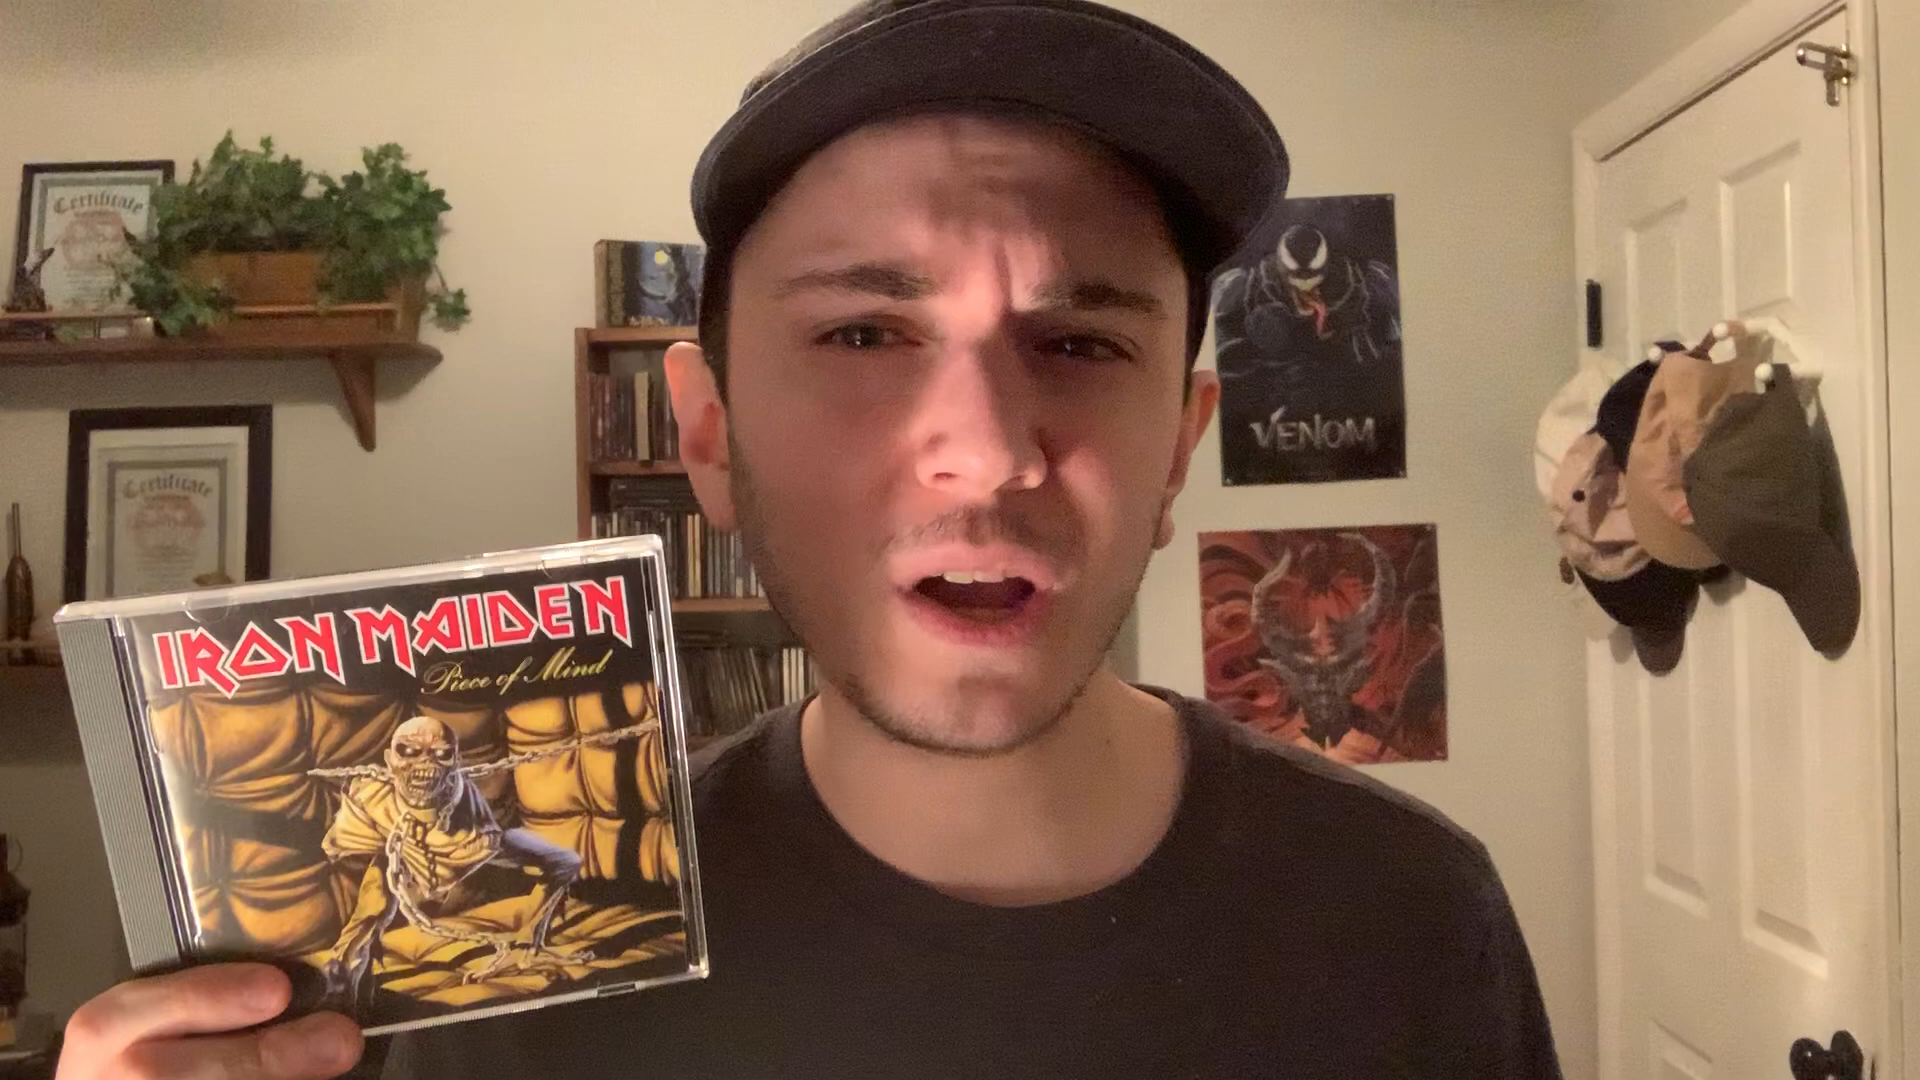 Certificate
Certificate
IRON MAIDEN
Piece of Mind
VENOM